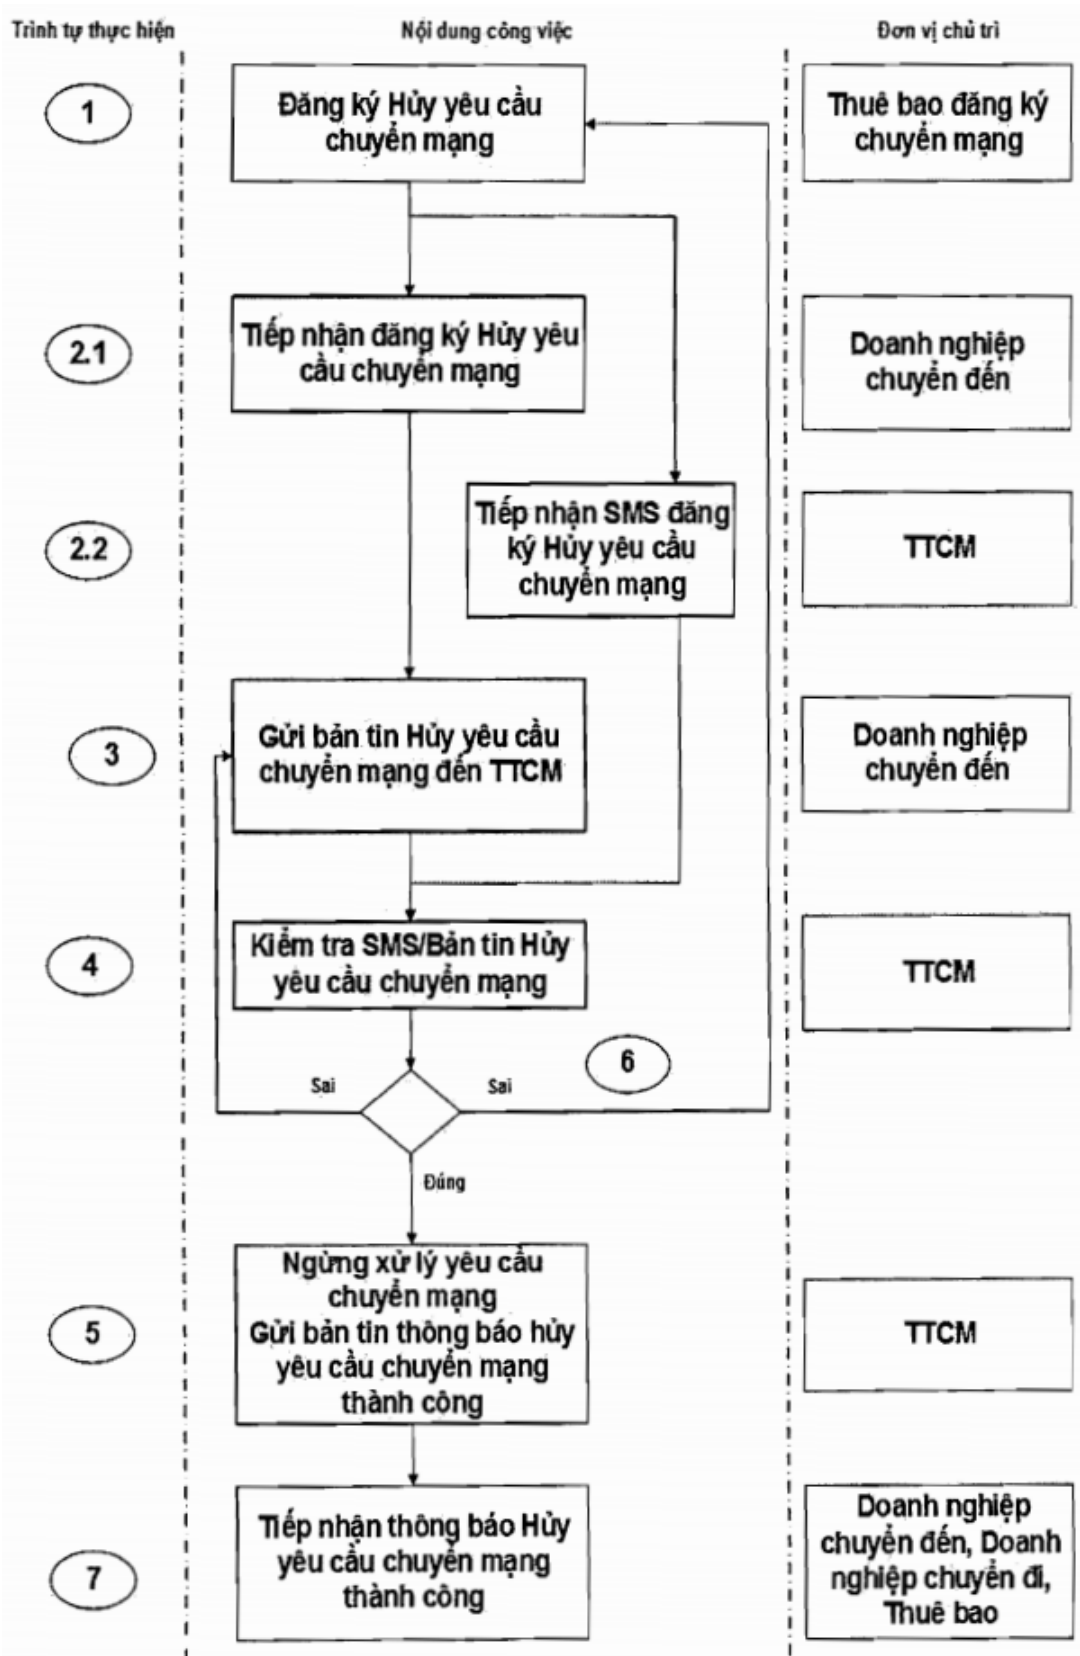 Trình tự thực hiện
Nội dung công việc
Đơn vị chủ trì
1
Đăng ký Hủy yêu cầu
chuyển mạng
Thuê bao đăng ký
chuyển mạng
2.1
Tiếp nhận đăng ký Hủy yêu
cầu chuyển mạng
Doanh nghiệp
chuyển đến
2.2
Tiếp nhận SMS đăng
ký Hủy yêu cầu
chuyển mạng
TTCM
3
Gửi bản tin Hủy yêu cầu
chuyển mạng đến TTCM
Doanh nghiệp
chuyển đến
4
Kiểm tra SMS/Bản tin Hủy
yêu cầu chuyển mạng
TTCM
6
Sai
Sai
Đúng
5
Ngừng xử lý yêu cầu
chuyển mạng
Gửi bản tin thông báo hủy
yêu cầu chuyển mạng
thành công
TTCM
7
Tiếp nhận thông báo Hủy
yêu cầu chuyển mạng
thành công
Doanh nghiệp
chuyển đến, Doanh
nghiệp chuyển đi,
Thuê bao